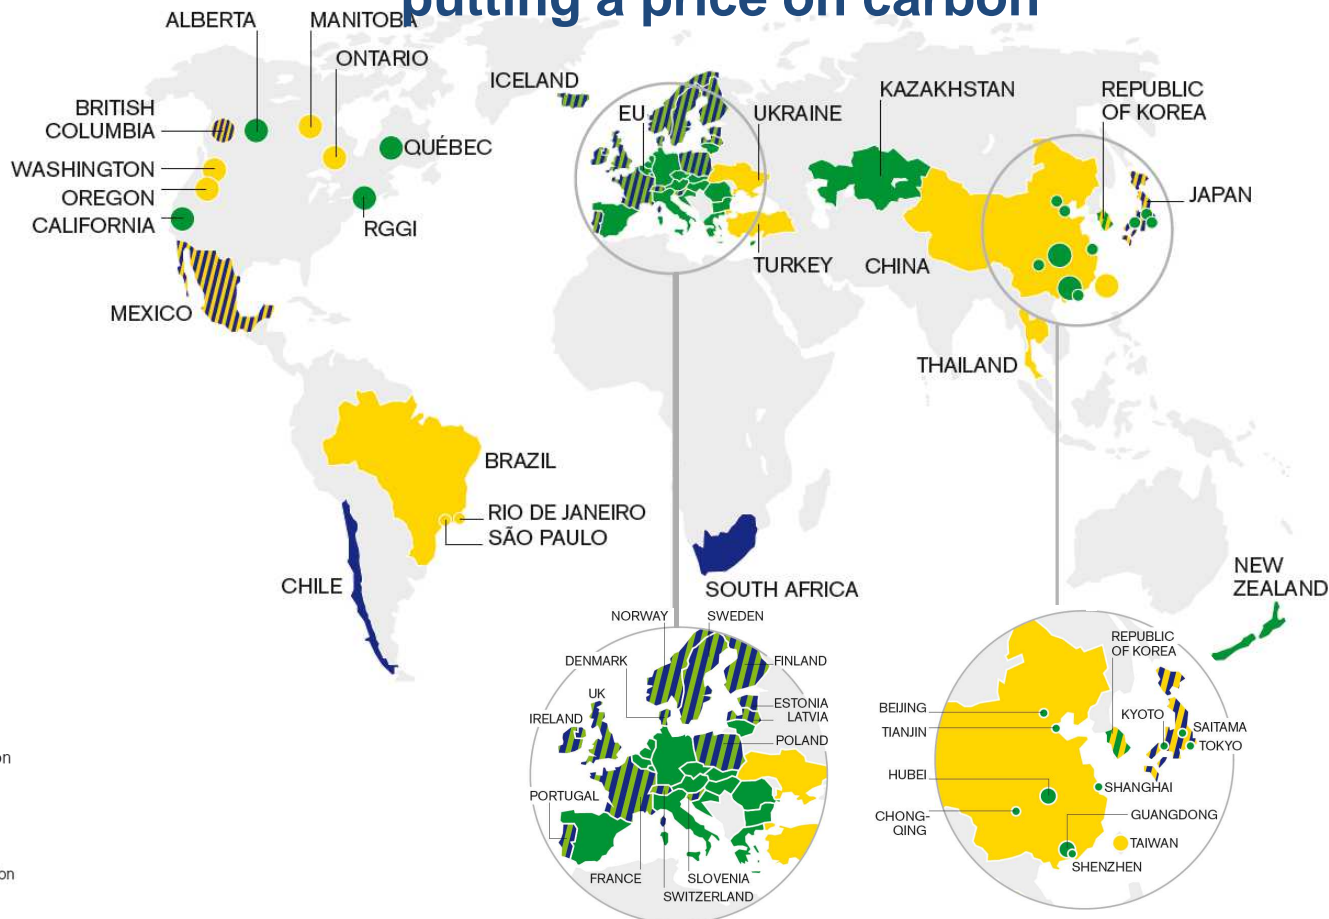 putting a price on carbon
ALBERTA
MANITOBA
ONTARIO
BRITISH
COLUMBIA
WASHINGTON
OREGON
CALIFORNIA
QUÉBEC
RGGI
MEXICO
ICELAND
EU
UKRAINE
TURKEY
KAZAKHSTAN
CHINA
REPUBLIC
OF KOREA
JAPAN
THAILAND
BRAZIL
RIO DE JANEIRO
SÃO PAULO
CHILE
SOUTH AFRICA
NEW
ZEALAND
NORWAY
SWEDEN
DENMARK
FINLAND
UK
IRELAND
ESTONIA
LATVIA
POLAND
PORTUGAL
FRANCE
SLOVENIA
SWITZERLAND
REPUBLIC
OF KOREA
BEIJING
TIANJIN
KYOTO
SAITAMA
TOKYO
HUBEI
SHANGHAI
CHONG-
QING
GUANGDONG
TAIWAN
SHENZHEN
on
on